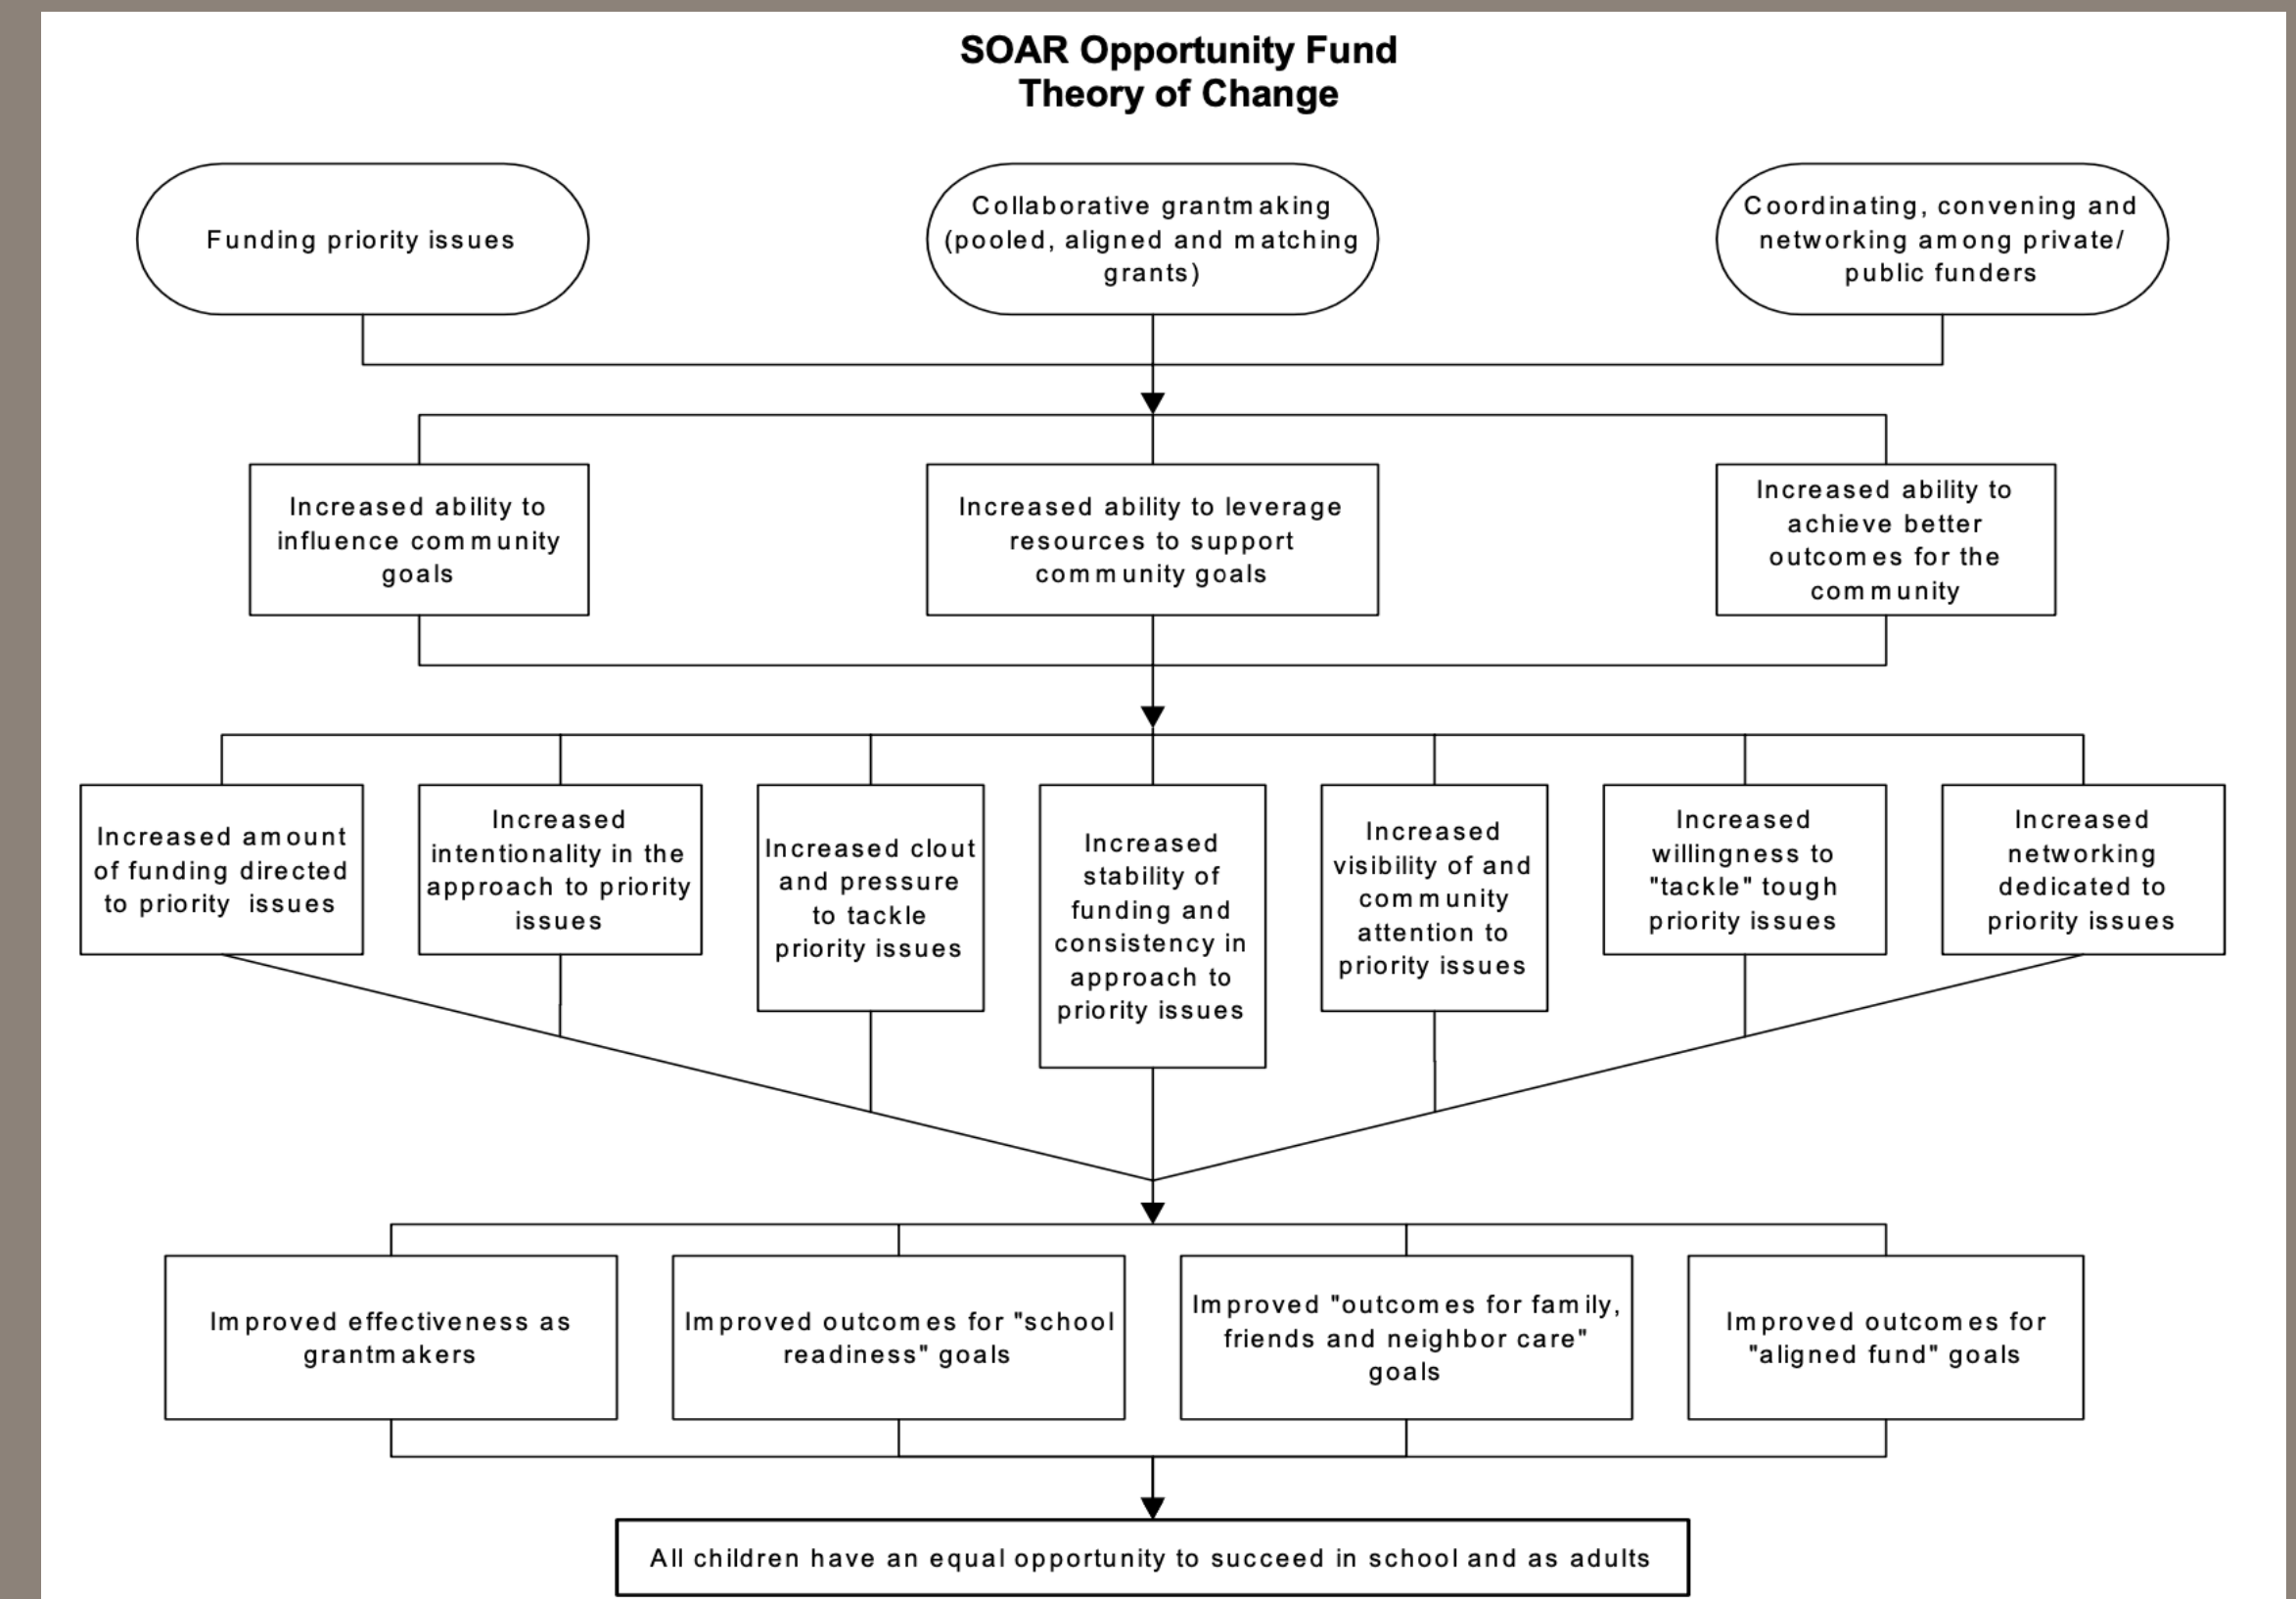 SOAR Opportunity Fund
Theory of Change
Funding priority issues
Collaborative grantmaking
(pooled, aligned and matching
grants)
Coordinating, convening and
networking among private/
public funders
Increased ability to
influence community
goals
Increased ability to leverage
resources to support
community goals
Increased ability to
achieve better
outcomes for the
community
Increased amount
of funding directed
to priority issues
Increased
intentionality in the
approach to priority
issues
Increased clout
and pressure
to tackle
priority issues
Increased
stability of
funding and
consistency in
approach to
priority issues
Increased
visibility of and
community
attention to
priority issues
Increased
willingness to
"tackle" tough
priority issues
Increased
networking
dedicated to
priority issues
Improved effectiveness as
grantmakers
Improved outcomes for "school
readiness" goals
Improved "outcomes for family,
friends and neighbor care"
goals
Improved outcomes for
"aligned fund" goals
All children have an equal opportunity to succeed in school and as adults